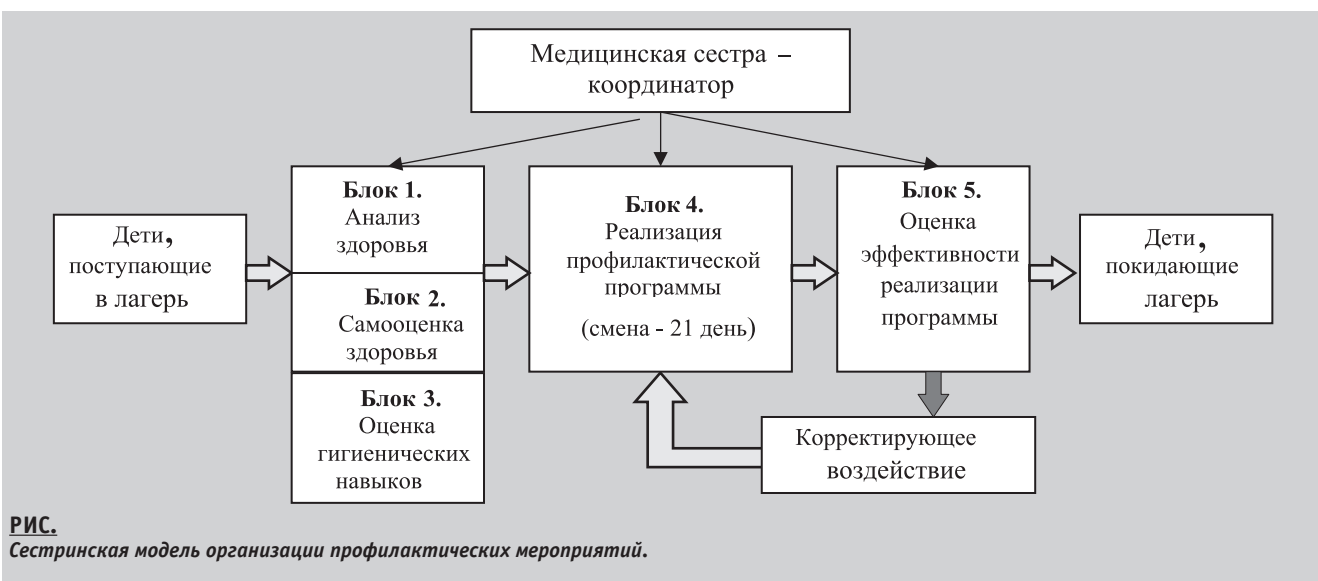 Медицинская сестра –
координатор
Дети,
поступающие
в лагерь
Блок 1.
Анализ
здоровья
Блок 2.
Самооценка
здоровья
Блок 3.
Оценка
гигиенических
навыков
Блок 4.
Реализация
профилактической
программы
(смена - 21 день)
Блок 5.
Оценка
эффективности
реализации
программы
Дети,
покидающие
лагерь
Корректирующее
воздействие
РИС.
Сестринская модель организации профилактических мероприятий.